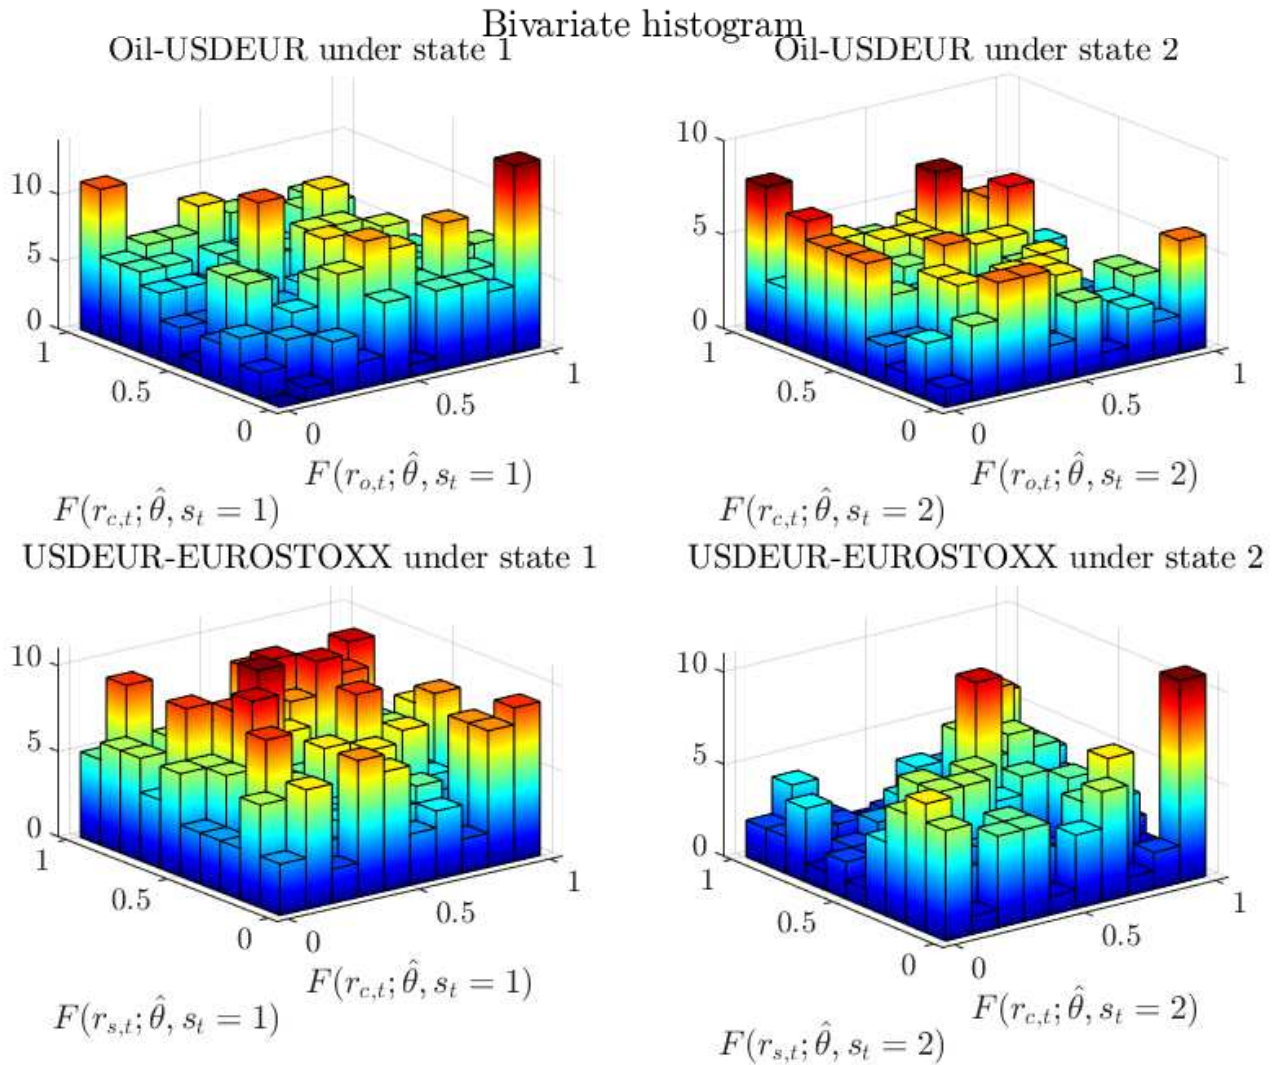 Bivariate histogram
Oil-USDEUR under state 1
10
5
0
1
0.5
0
0
0.5
1
F(r_{o,t}; θ̂, s_t = 1)
F(r_{c,t}; θ̂, s_t = 1)
Oil-USDEUR under state 2
10
5
0
1
0.5
0
0
0.5
1
F(r_{o,t}; θ̂, s_t = 2)
F(r_{c,t}; θ̂, s_t = 2)
USDEUR-EUROSTOXX under state 1
10
5
0
1
0.5
0
0
0.5
1
F(r_{c,t}; θ̂, s_t = 1)
F(r_{s,t}; θ̂, s_t = 1)
USDEUR-EUROSTOXX under state 2
10
5
0
1
0.5
0
0
0.5
1
F(r_{c,t}; θ̂, s_t = 2)
F(r_{s,t}; θ̂, s_t = 2)